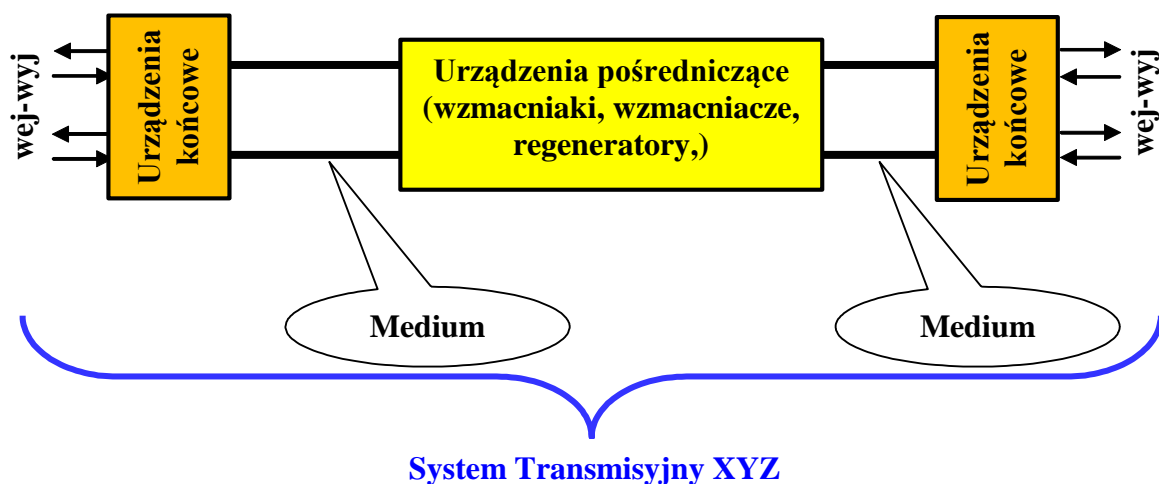 wej-wyj
Urządzenia
końcowe
Urządzenia pośredniczące
(wzmacniaki, wzmacniacze,
regeneratory,)
Urządzenia
końcowe
wej-wyj
Medium
Medium
System Transmisyjny XYZ